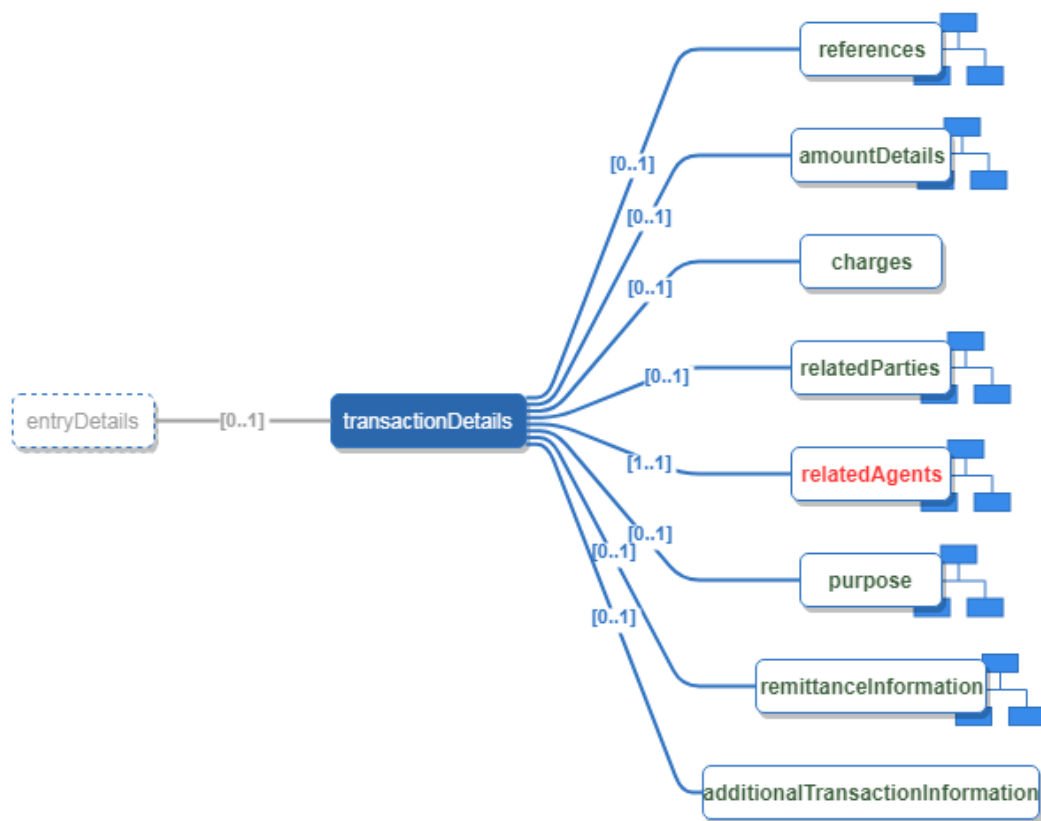 references
[0..1]
amountDetails
[0..1]
charges
[0..1]
relatedParties
[0..1]
entryDetails
[0..1]
transactionDetails
relatedAgents
[1..1]
purpose
[0..1]
remittanceInformation
[0..1]
additionalTransactionInformation
[0..1]